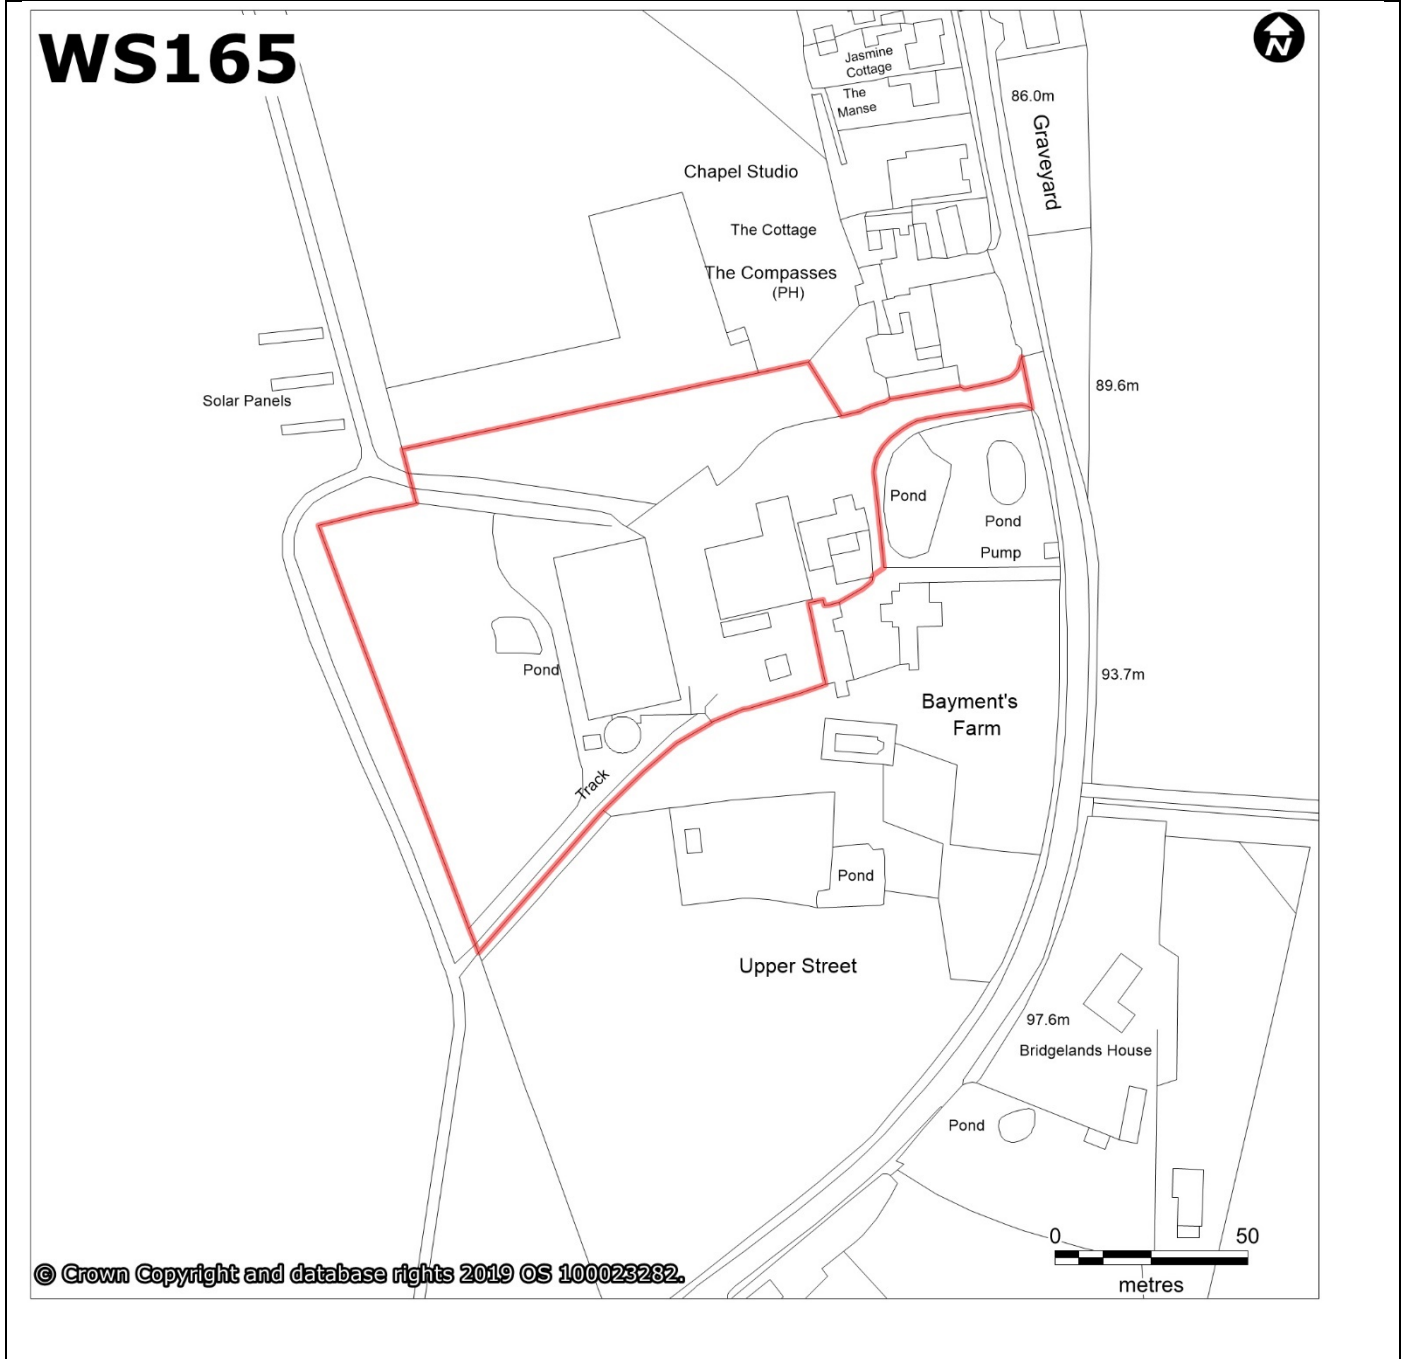 WS165
N
Jasmine
Cottage
The
Manse
86.0m
Graveyard
Chapel Studio
The Cottage
The Compasses
(PH)
89.6m
Solar Panels
Pond
Pond
Pump
Pond
93.7m
Bayment's
Farm
Track
Pond
Upper Street
97.6m
Bridgelands House
Pond
0 50
metres
© Crown Copyright and database rights 2019 OS 100023282.